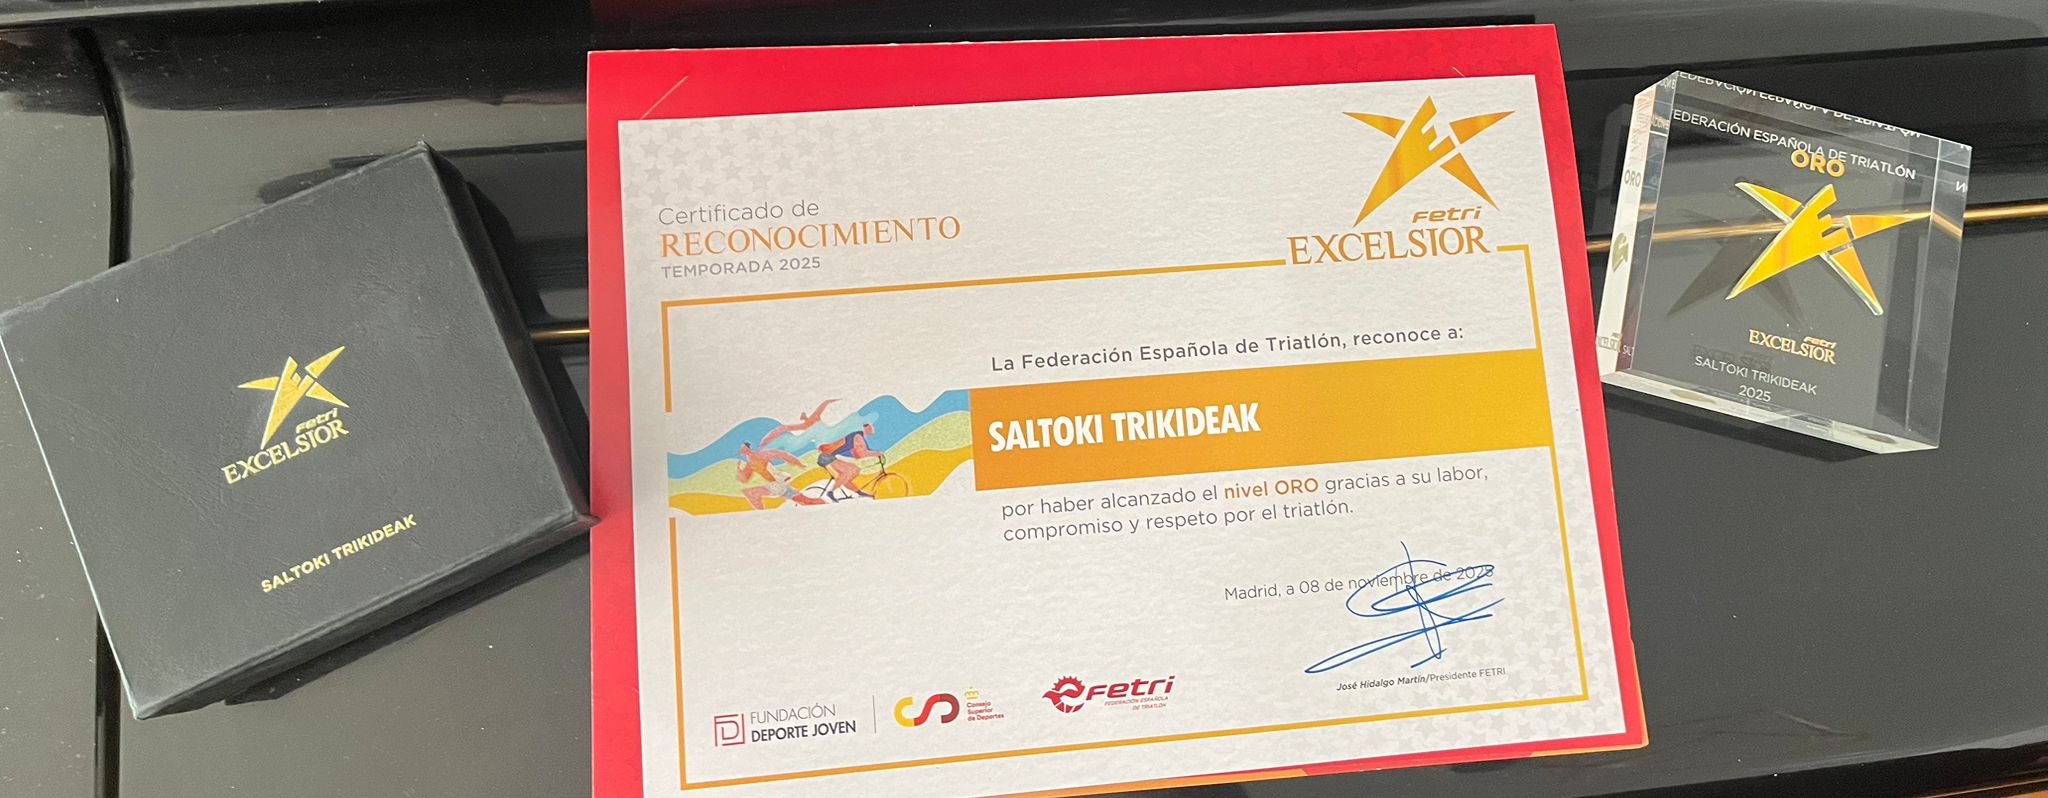 Fetri
EXCELSIOR
SALTOKI TRIKIDEAK
Certificado de
RECONOCIMIENTO
TEMPORADA 2025
Fetri
EXCELSIOR
La Federación Española de Triatlón, reconoce a:
SALTOKI TRIKIDEAK
por haber alcanzado el nivel ORO gracias a su labor,
compromiso y respeto por el triatlón.
Madrid, a 08 de noviembre de 2025
José Hidalgo Martín/Presidente FETRI
FUNDACIÓN
DEPORTE JOVEN
Consejo
Superior
de Deportes
Fetri
FEDERACIÓN ESPAÑOLA
DE TRIATLÓN
FEDERACIÓN ESPAÑOLA DE TRIATLÓN
ORO
ORO
Fetri
EXCELSIOR
SALTOKI TRIKIDEAK
2025